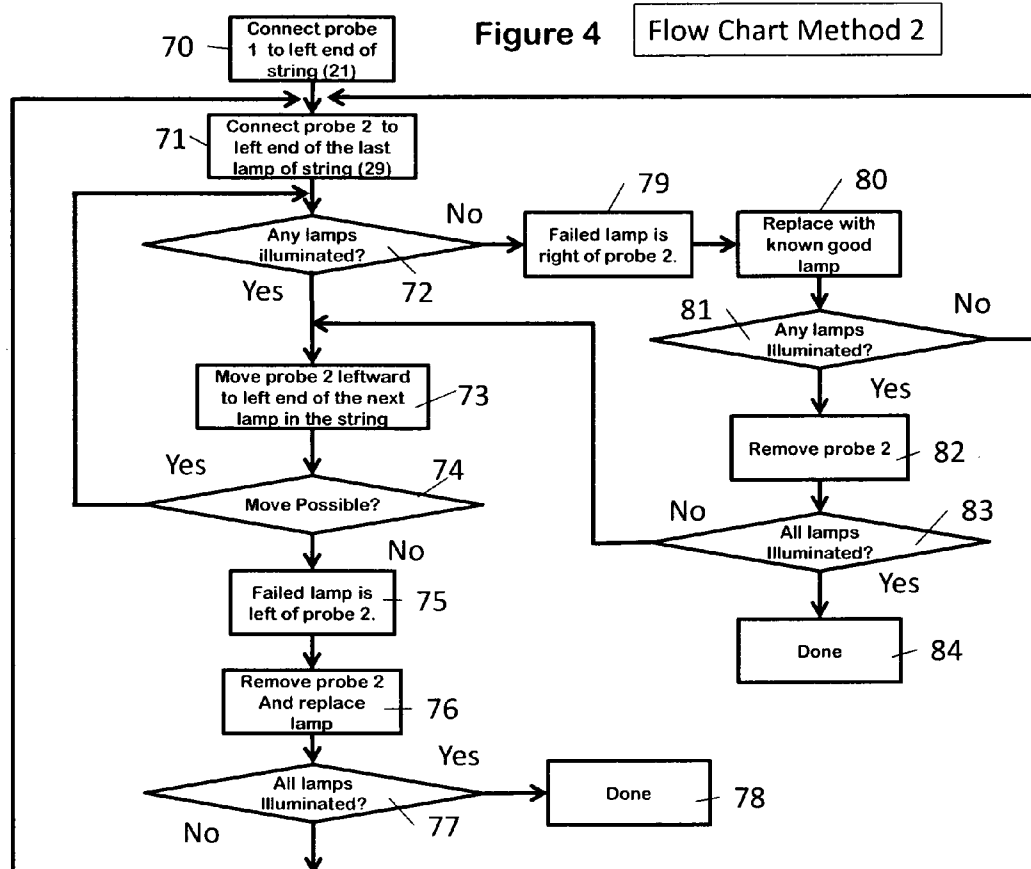 Figure 4
Flow Chart Method 2
70
Connect probe
1 to left end of
string (21)
71
Connect probe 2 to
left end of the last
lamp of string (29)
Any lamps
illuminated?
72
No
Yes
79
Failed lamp is
right of probe 2.
80
Replace with
known good
lamp
81
Any lamps
Illuminated?
No
Yes
Move probe 2 leftward
to left end of the next
lamp in the string
73
Remove probe 2
82
Yes
74
Move Possible?
No
No
All lamps
Illuminated?
83
Yes
Failed lamp is
left of probe 2.
75
Done
84
Remove probe 2
And replace
lamp
76
All lamps
Illuminated?
77
Yes
No
Done
78